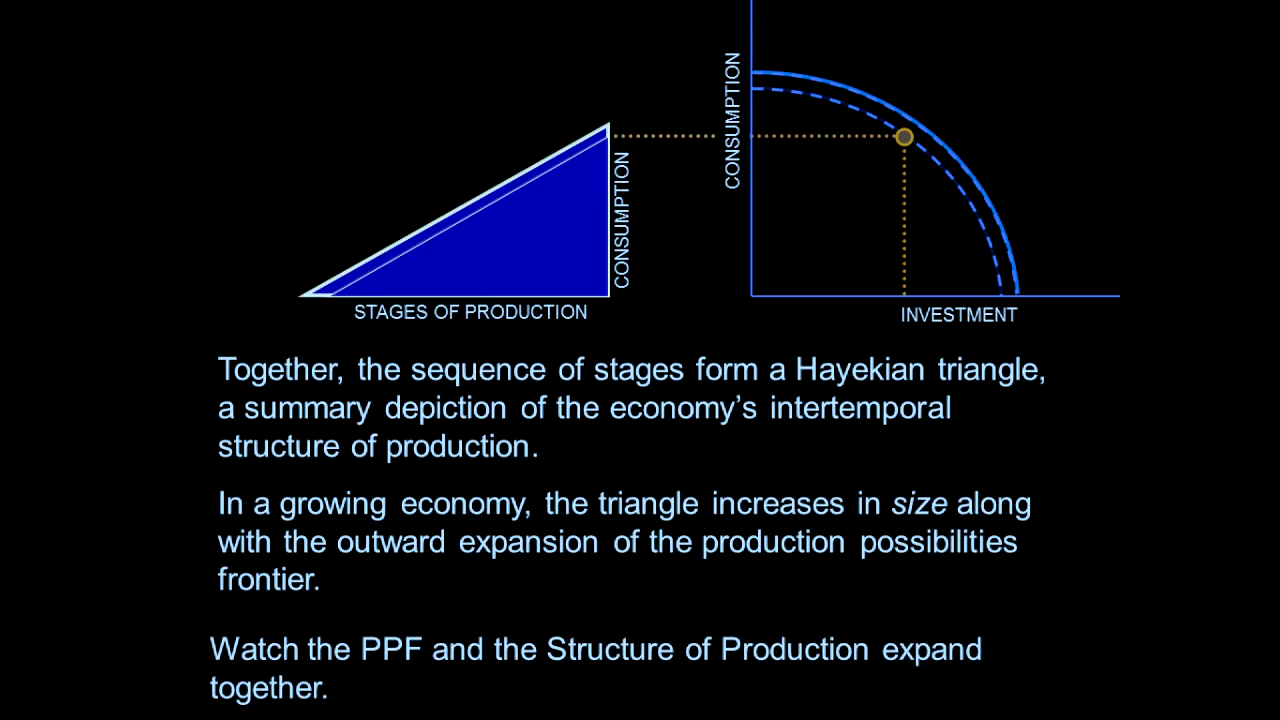 CONSUMPTION
CONSUMPTION
STAGES OF PRODUCTION
INVESTMENT
Together, the sequence of stages form a Hayekian triangle,
a summary depiction of the economy’s intertemporal
structure of production.
In a growing economy, the triangle increases in size along
with the outward expansion of the production possibilities
frontier.
Watch the PPF and the Structure of Production expand
together.